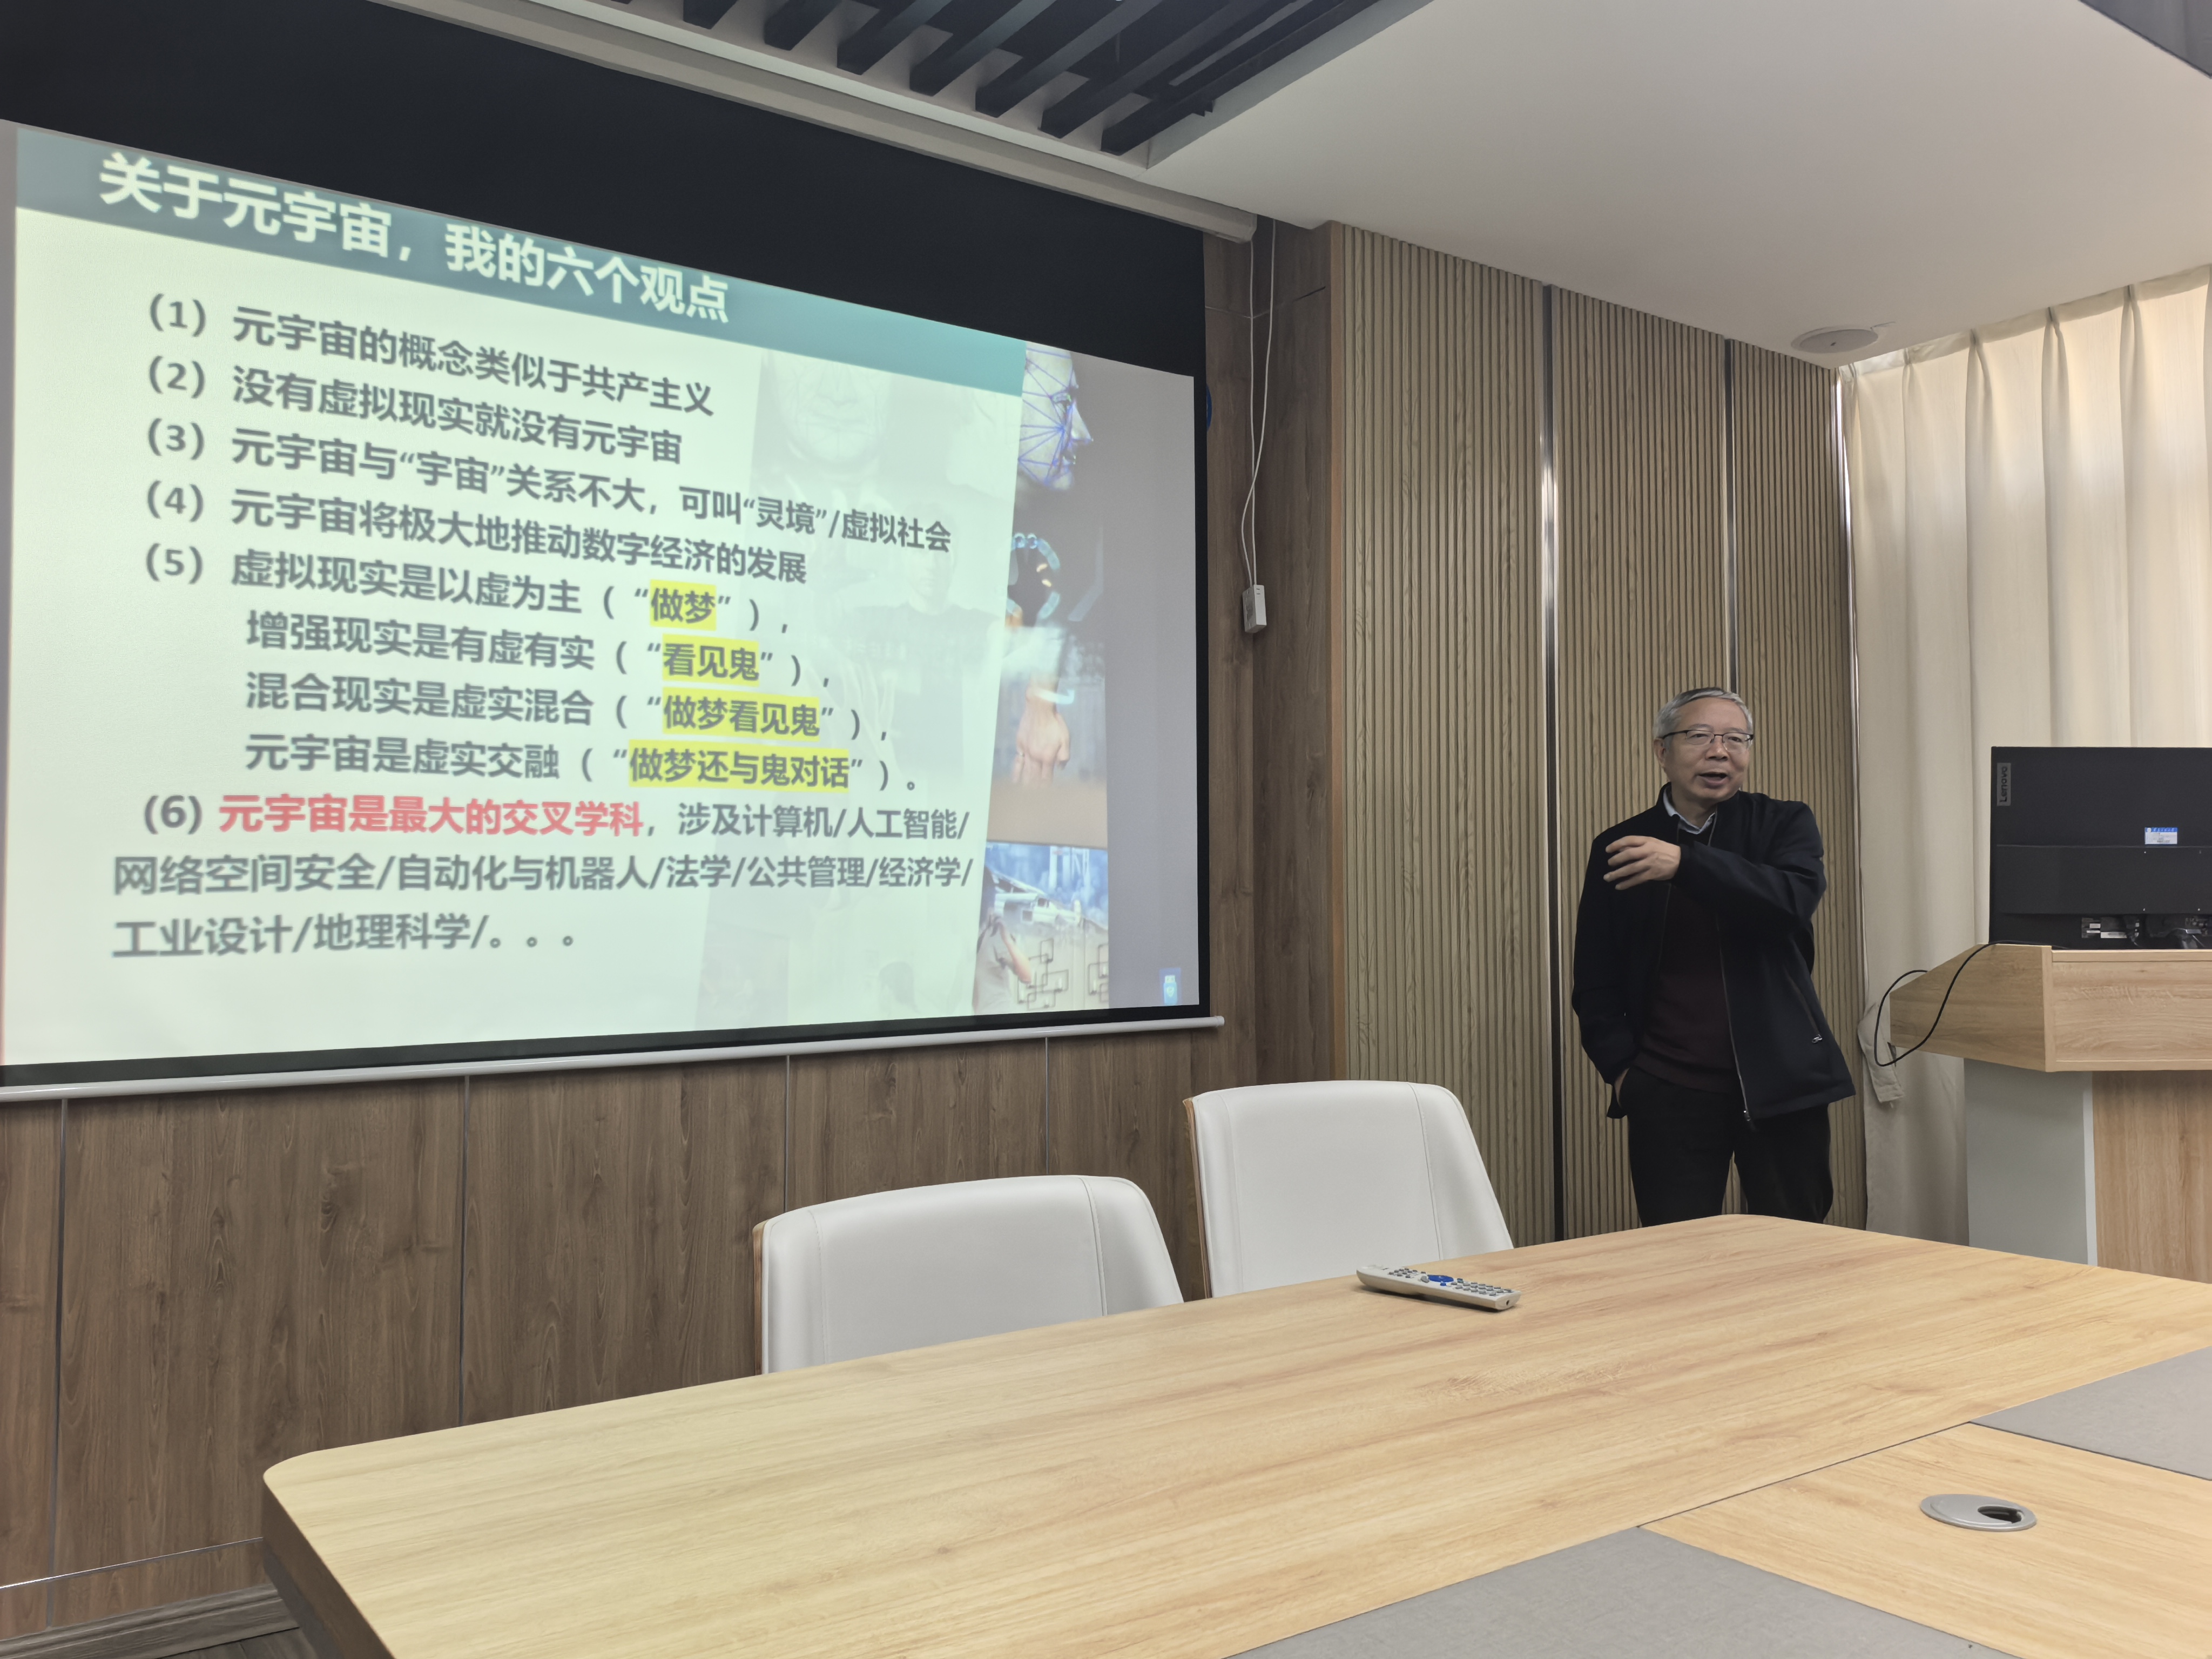 关于元宇宙，我的六个观点
（1）元宇宙的概念类似于共产主义
（2）没有虚拟现实就没有元宇宙
（3）元宇宙与“宇宙”关系不大，可叫“灵境”/虚拟社会
（4）元宇宙将极大地推动数字经济的发展
（5）虚拟现实是以虚为主（“做梦”），
增强现实是有虚有实（“看见鬼”），
混合现实是虚实混合（“做梦看见鬼”），
元宇宙是虚实交融（“做梦还与鬼对话”）。
（6）元宇宙是最大的交叉学科，涉及计算机/人工智能/
网络空间安全/自动化与机器人/法学/公共管理/经济学/
工业设计/地理科学/。。。
lenovo